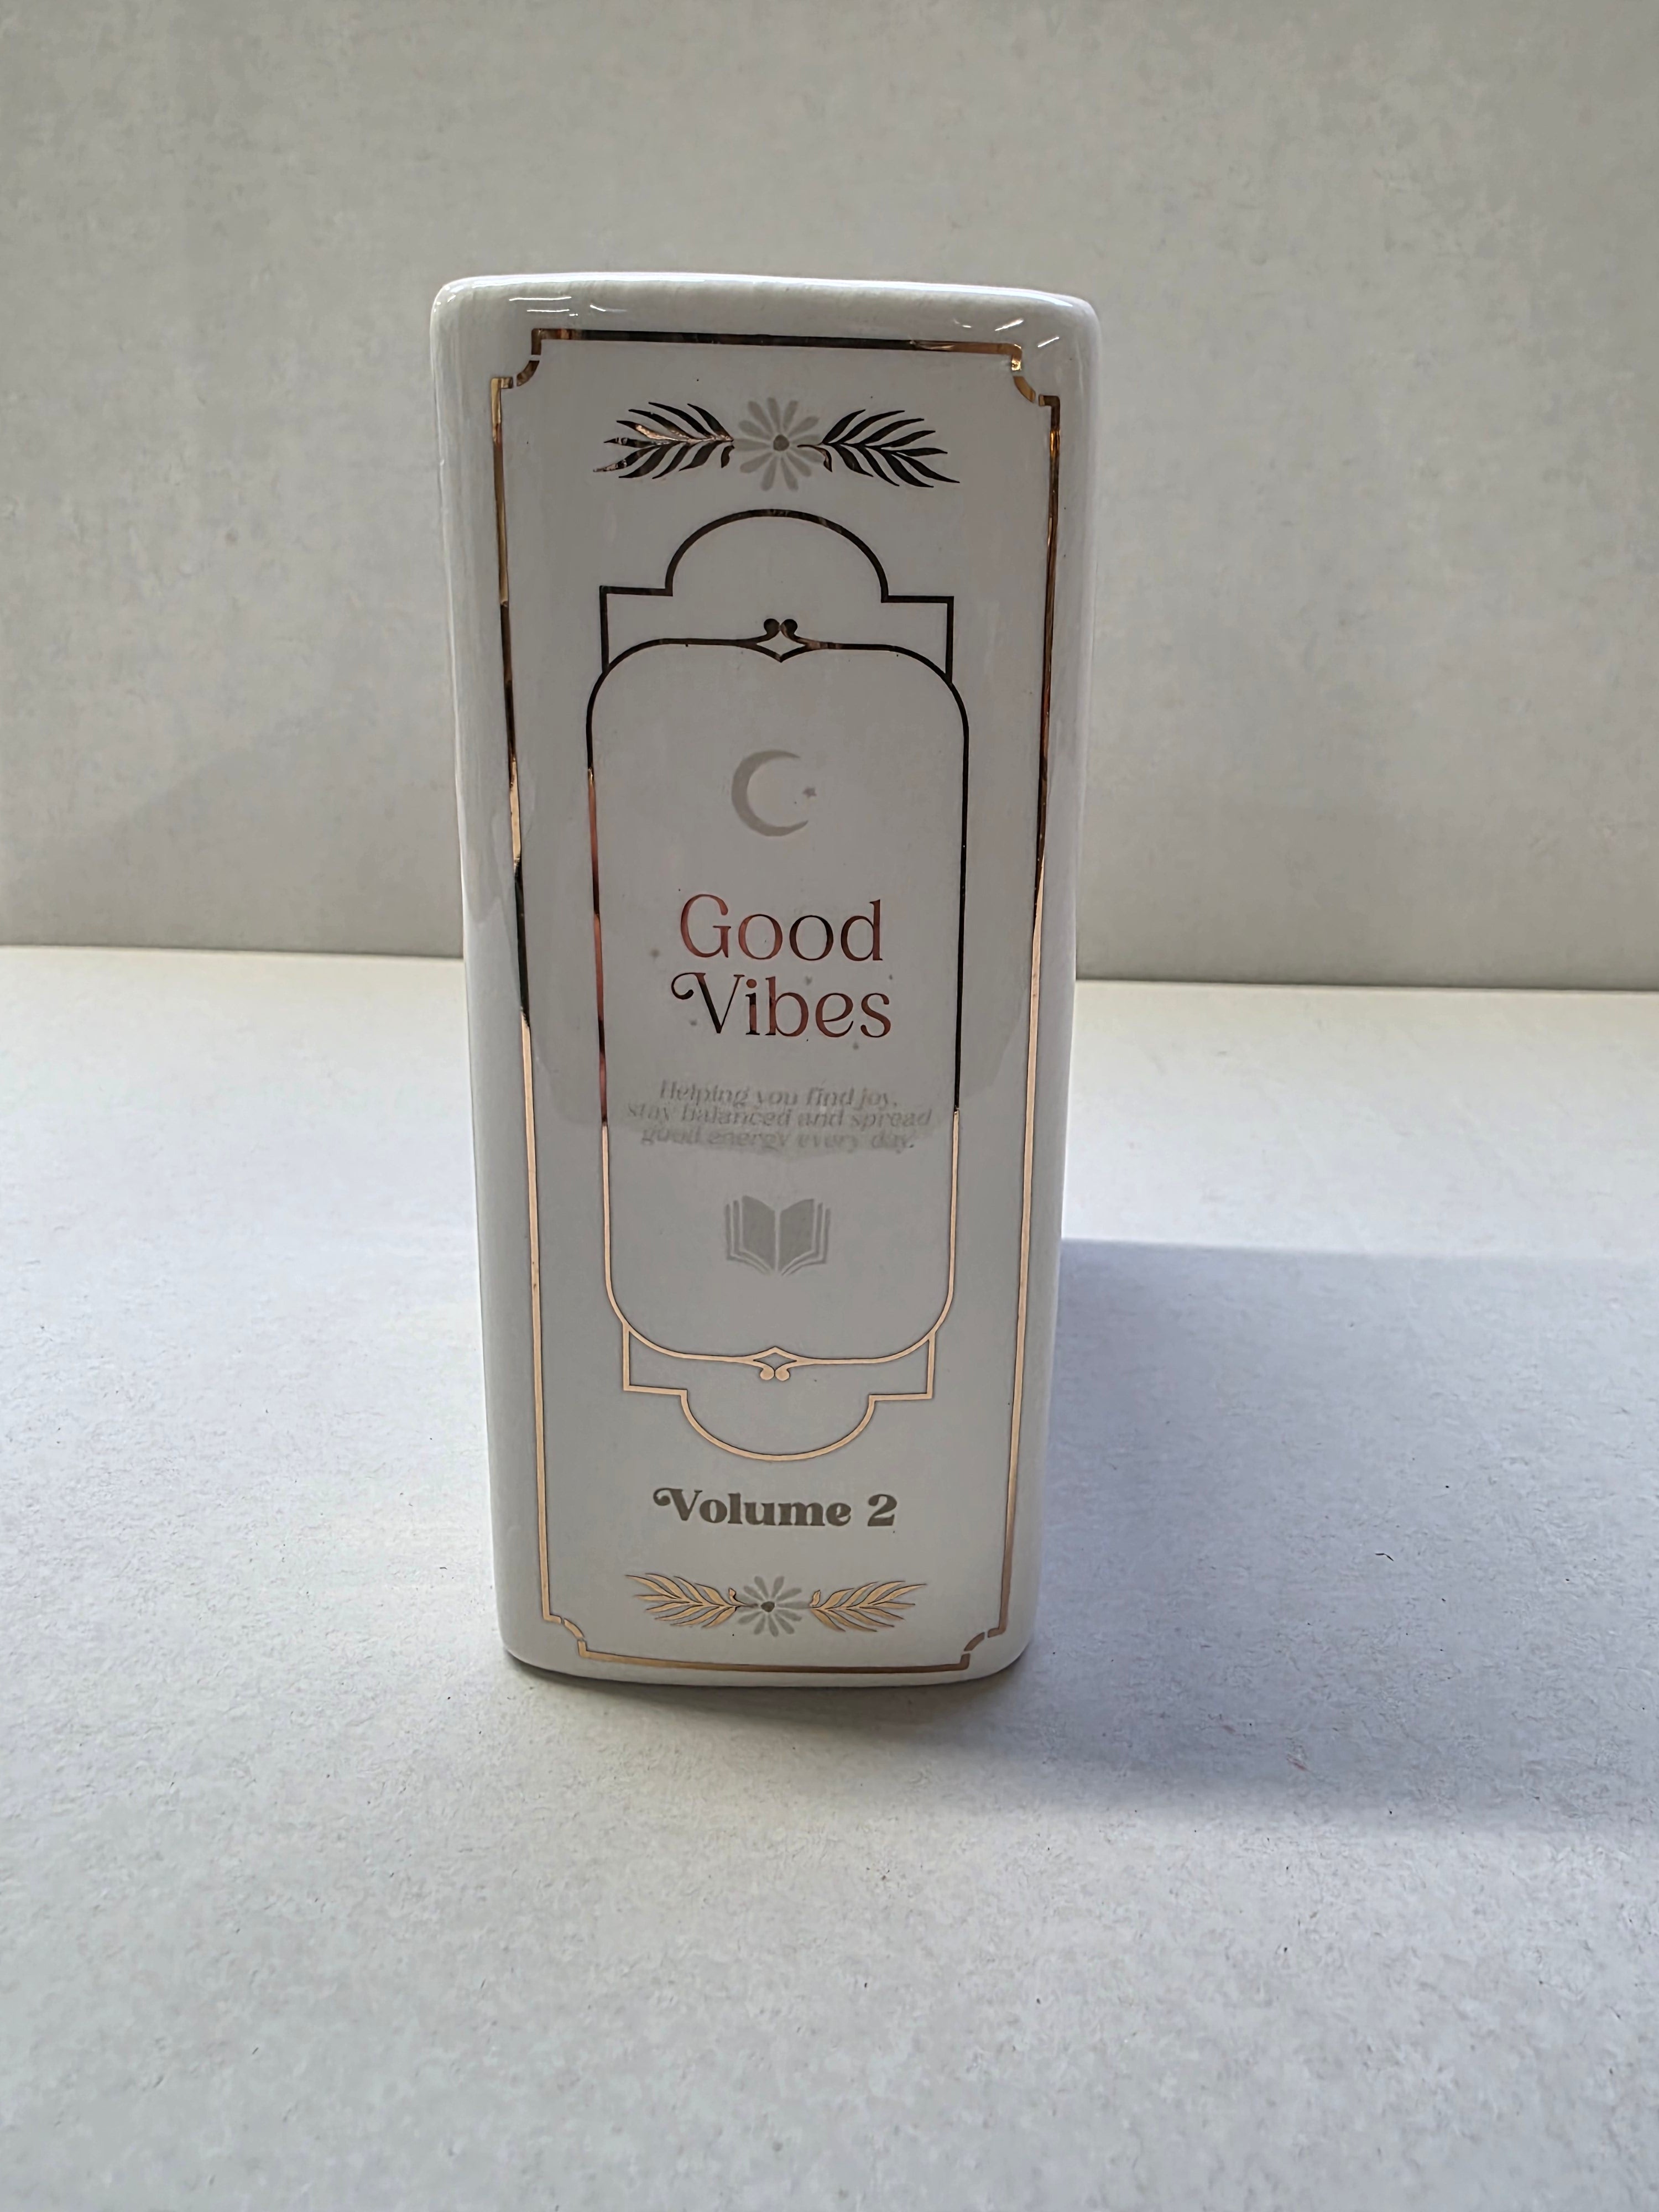 Good
Vibes
Helping you find joy,
stay balanced and spread
good energy every day.
Volume 2